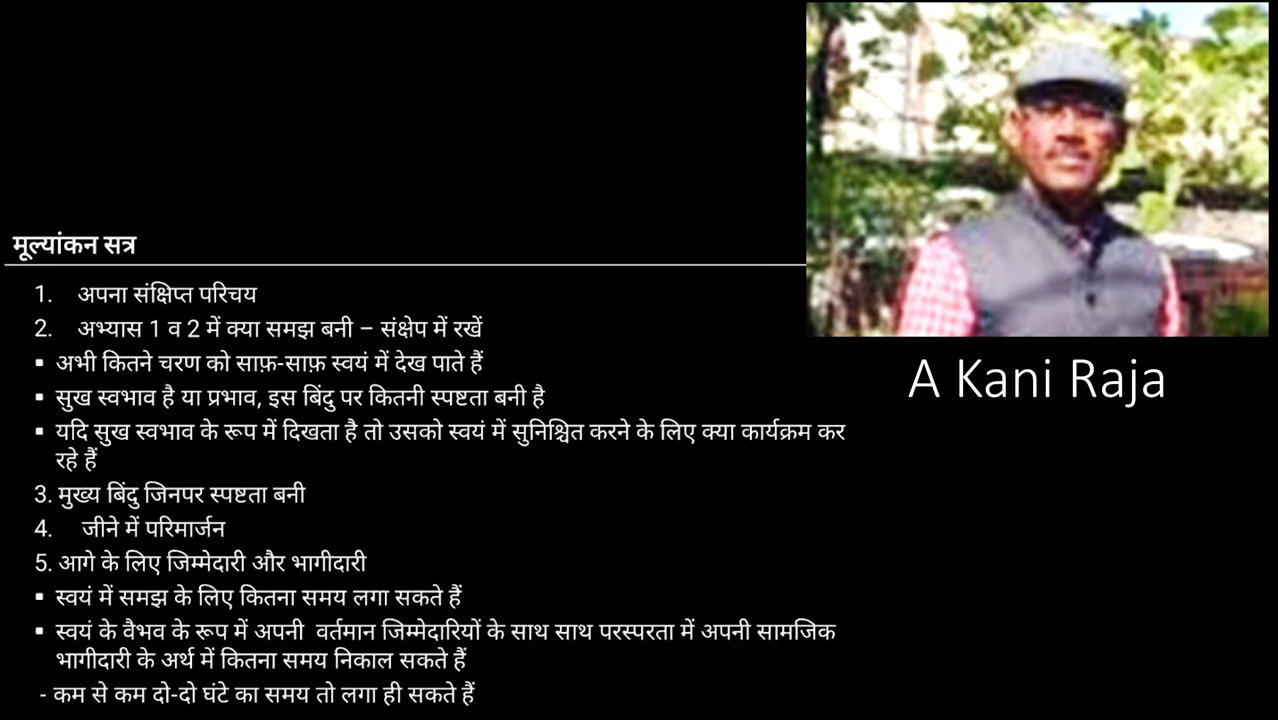 मूल्यांकन सत्र
1. अपना संक्षिप्त परिचय
2. अभ्यास 1 व 2 में क्या समझ बनी – संक्षेप में रखें
▪ अभी कितने चरण को साफ़-साफ़ स्वयं में देख पाते हैं
▪ सुख स्वभाव है या प्रभाव, इस बिंदु पर कितनी स्पष्टता बनी है
▪ यदि सुख स्वभाव के रूप में दिखता है तो उसको स्वयं में सुनिश्चित करने के लिए क्या कार्यक्रम कर
रहे हैं
3. मुख्य बिंदु जिनपर स्पष्टता बनी
4. जीने में परिमार्जन
5. आगे के लिए जिम्मेदारी और भागीदारी
▪ स्वयं में समझ के लिए कितना समय लगा सकते हैं
▪ स्वयं के वैभव के रूप में अपनी वर्तमान जिम्मेदारियों के साथ साथ परस्परता में अपनी सामजिक
भागीदारी के अर्थ में कितना समय निकाल सकते हैं
- कम से कम दो-दो घंटे का समय तो लगा ही सकते हैं
A Kani Raja